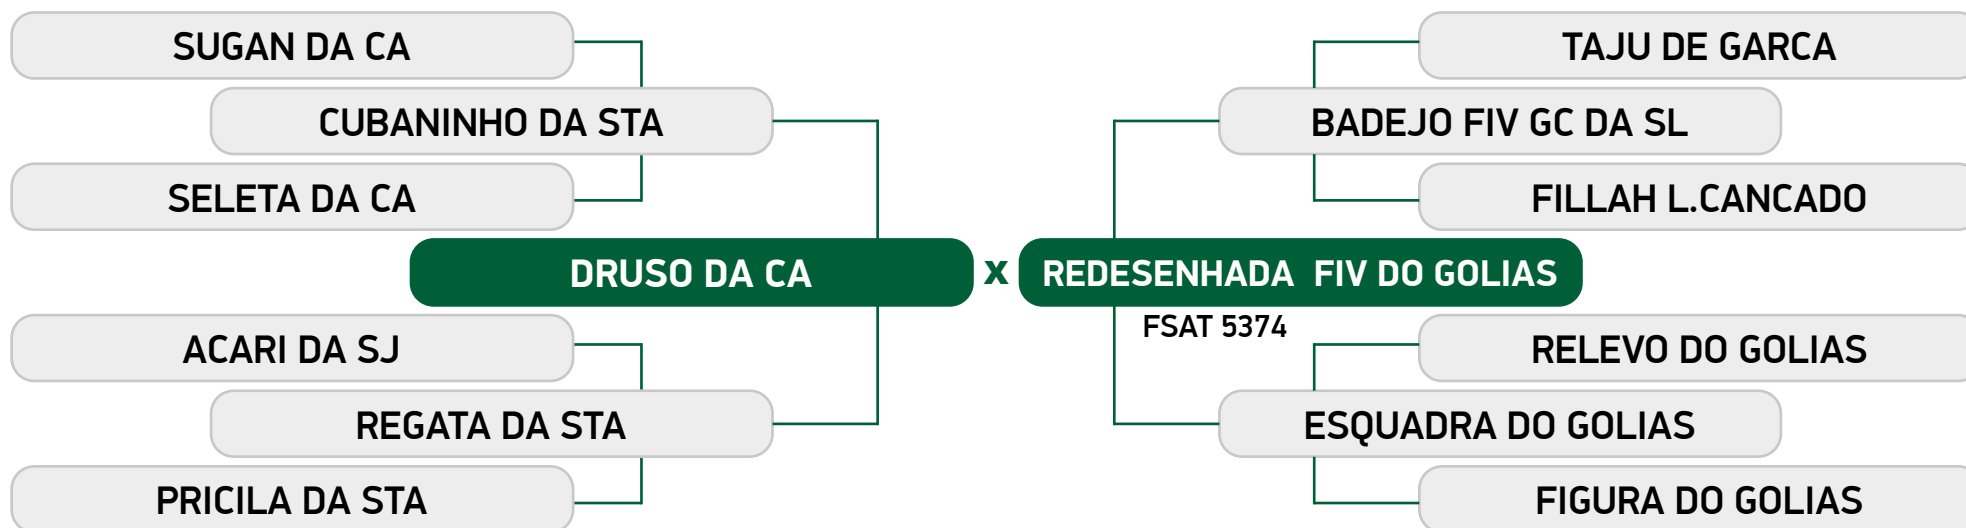 SUGAN DA CA
TAJU DE GARCA
CUBANINHO DA STA
BADEJO FIV GC DA SL
SELETA DA CA
FILLAH L.CANCADO
DRUSO DA CA
x
REDESENHADA FIV DO GOLIAS
FSAT 5374
ACARI DA SJ
RELEVO DO GOLIAS
REGATA DA STA
ESQUADRA DO GOLIAS
PRICILA DA STA
FIGURA DO GOLIAS